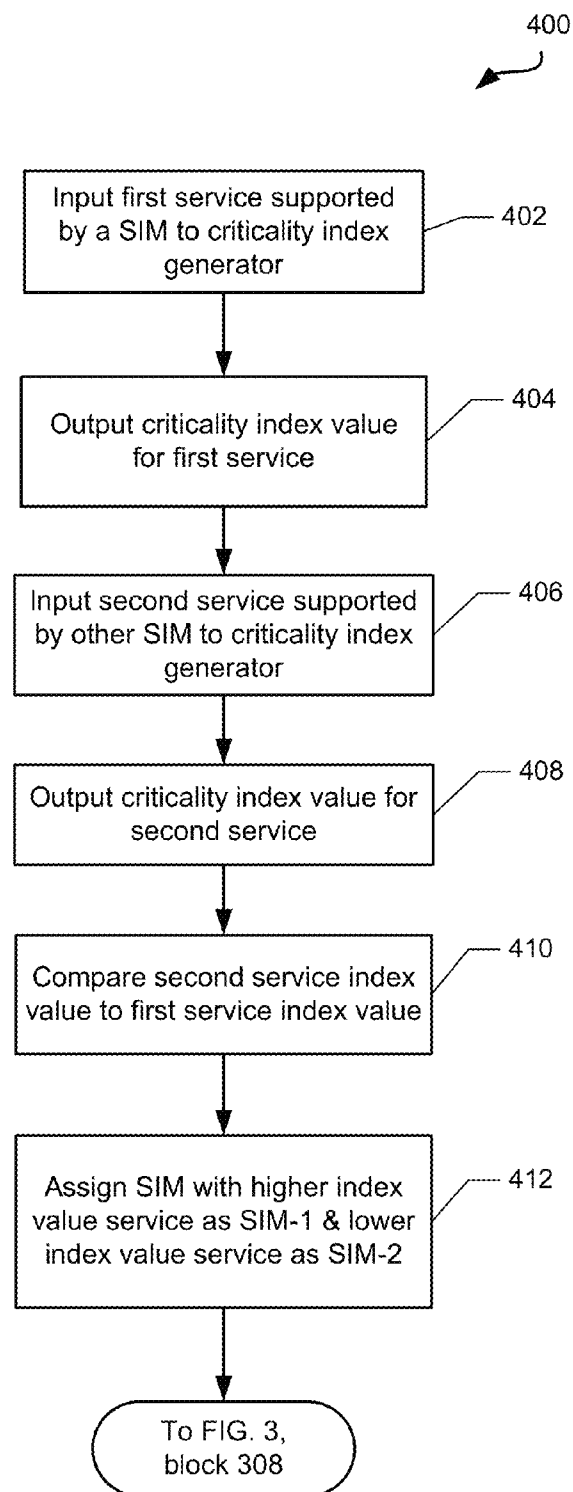 400
Input first service supported
by a SIM to criticality index
generator
402
Output criticality index value
for first service
404
Input second service supported
by other SIM to criticality index
generator
406
Output criticality index value for
second service
408
Compare second service index
value to first service index value
410
Assign SIM with higher index
value service as SIM-1 & lower
index value service as SIM-2
412
To FIG. 3,
block 308